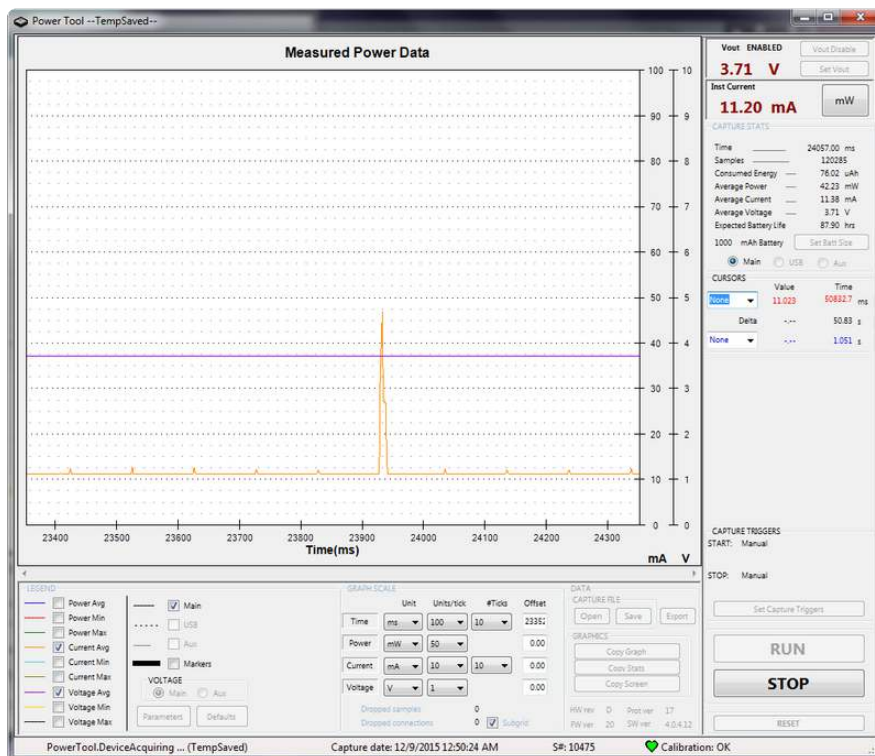 Power Tool --TempSaved--
Measured Power Data
100 10
90 9
80 8
70 7
60 6
50 5
40 4
30 3
20 2
10 1
0 0
23400 23500 23600 23700 23800 23900 24000 24100 24200 24300
Time(ms)
mA V
Vout ENABLED
3.71 V
Vout Disable
Set Vout
Inst Current
11.20 mA
mW
CAPTURE STATS
Time 24057.00 ms
Samples 120285
Consumed Energy 76.02 uAh
Average Power 42.23 mW
Average Current 11.38 mA
Average Voltage 3.71 V
Expected Battery Life 87.90 hrs
1000 mAh Battery Set Batt Size
Main USB Aux
CURSORS
Value Time
None 11.023 50832.7 ms
Delta -.-- 50.83 s
None -.-- 1.051 s
CAPTURE TRIGGERS
START: Manual
STOP: Manual
Set Capture Triggers
RUN
STOP
RESET
LEGEND
Power Avg
Power Min
Power Max
Current Avg
Current Min
Current Max
Voltage Avg
Voltage Min
Voltage Max
Main
USB
Aux
Markers
VOLTAGE
Main Aux
Parameters Defaults
GRAPH SCALE
Unit Units/tick #Ticks Offset
Time ms 100 10 23352
Power mW 50 0.00
Current mA 10 10 0.00
Voltage V 1 0.00
Dropped samples 0
Dropped connections 0 Subgrid
DATA
CAPTURE FILE
Open Save Export
GRAPHICS
Copy Graph
Copy Stats
Copy Screen
HW rev D Prot ver 17
FW ver 20 SW ver 4.0.4.12
PowerTool.DeviceAcquiring ... (TempSaved) Capture date: 12/9/2015 12:50:24 AM S#: 10475 Calibration: OK